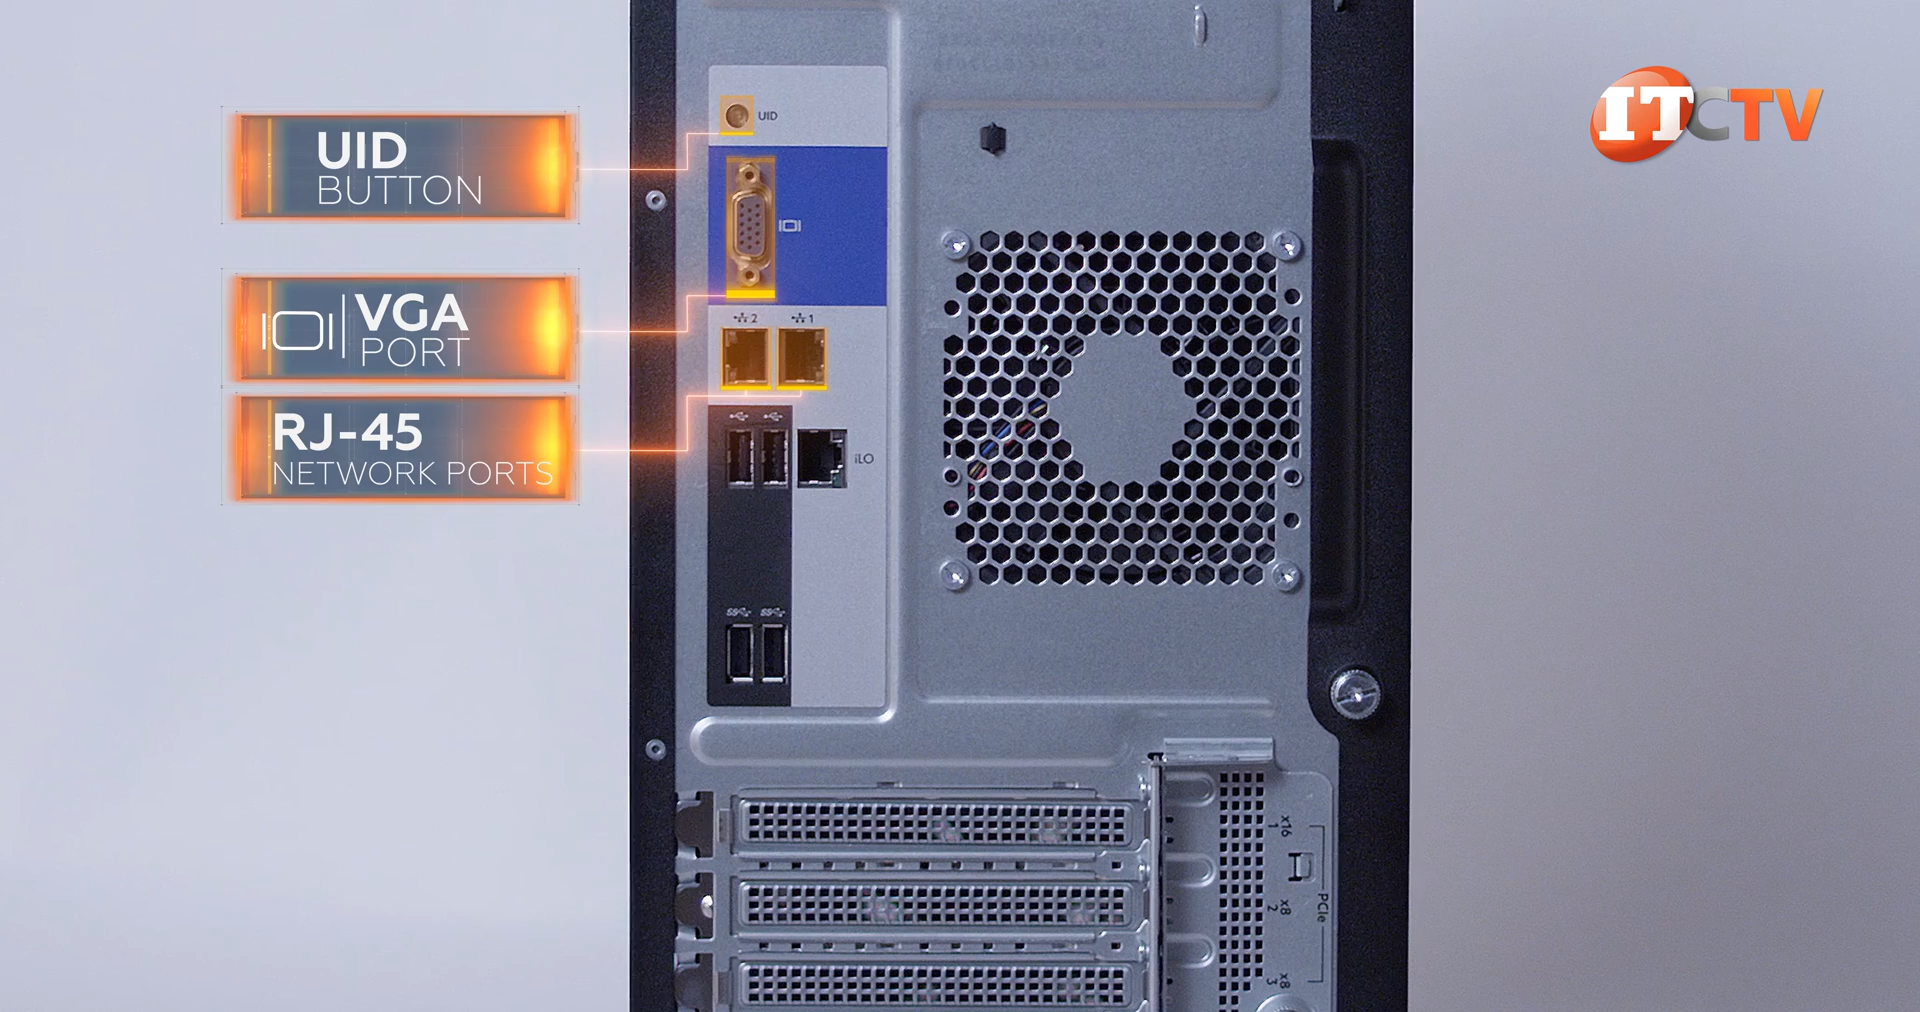 UID
BUTTON
VGA
PORT
RJ-45
NETWORK PORTS
ITCTV
UID
2
1
iLO
x16
1
x8
2
PCIe
x8
3